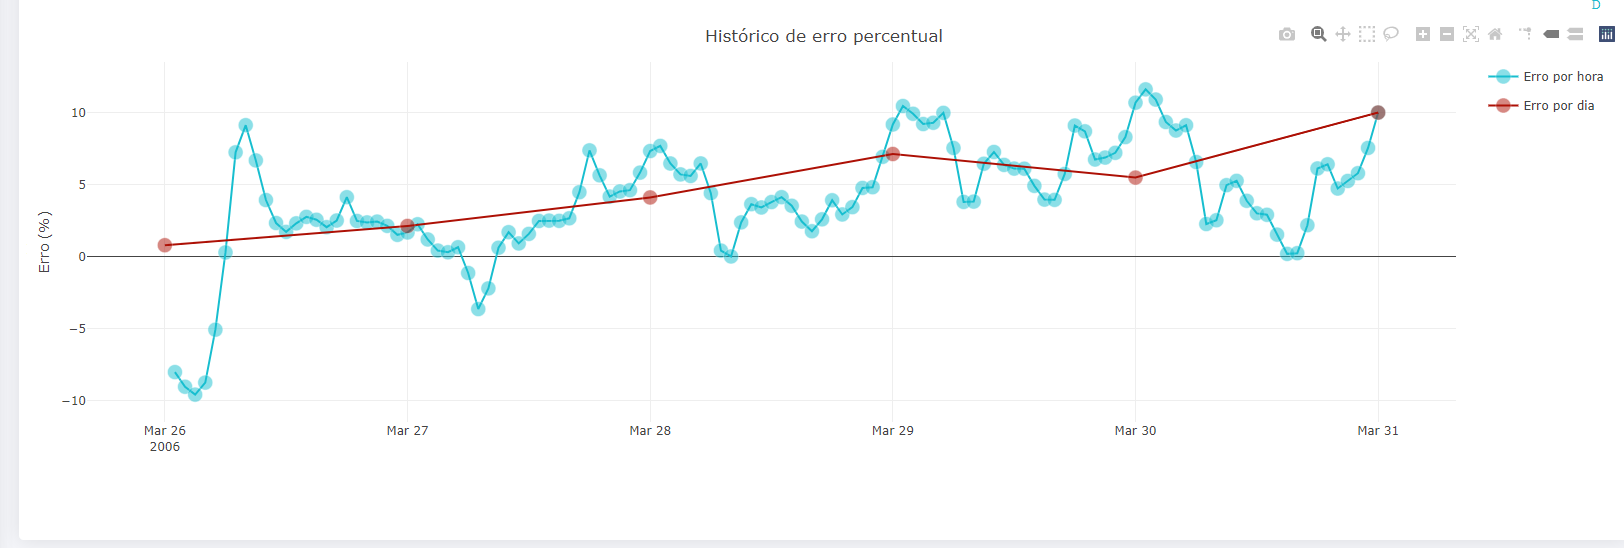 D
Histórico de erro percentual
Erro por hora
Erro por dia
Erro (%)
10
5
0
−5
−10
Mar 26
2006
Mar 27
Mar 28
Mar 29
Mar 30
Mar 31